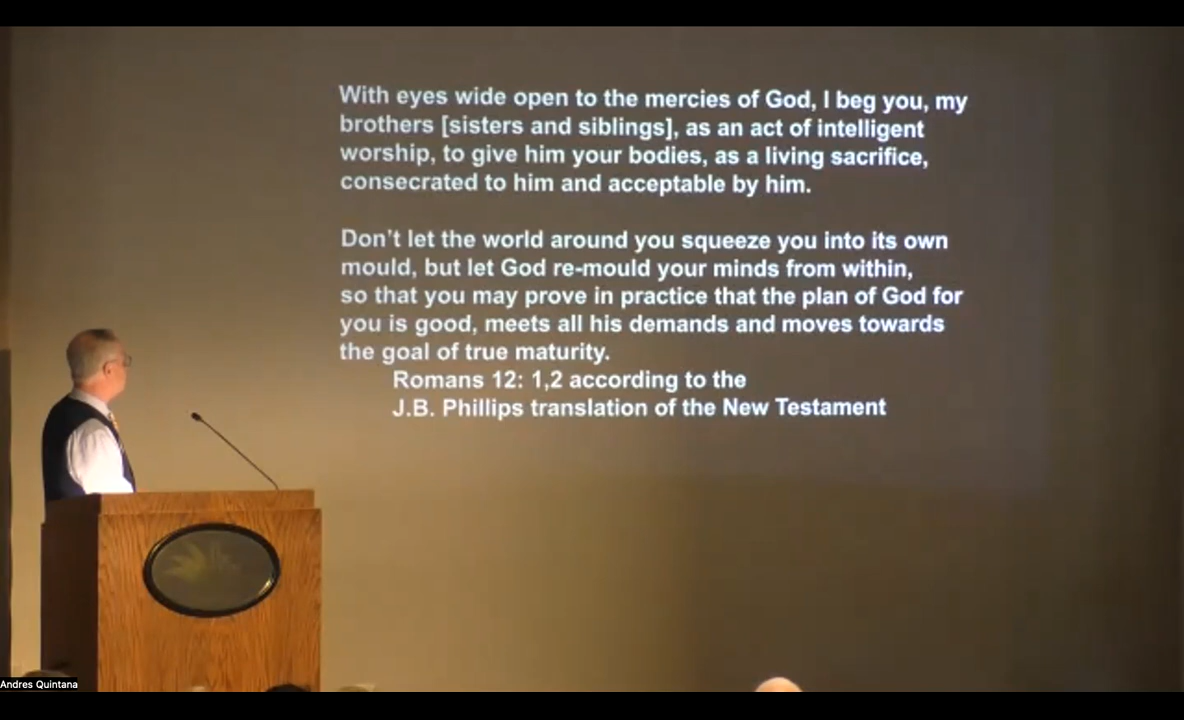 With eyes wide open to the mercies of God, I beg you, my
brothers [sisters and siblings], as an act of intelligent
worship, to give him your bodies, as a living sacrifice,
consecrated to him and acceptable by him.
Don't let the world around you squeeze you into its own
mould, but let God re-mould your minds from within,
so that you may prove in practice that the plan of God for
you is good, meets all his demands and moves towards
the goal of true maturity.
Romans 12: 1,2 according to the
J.B. Phillips translation of the New Testament
Andres Quintana